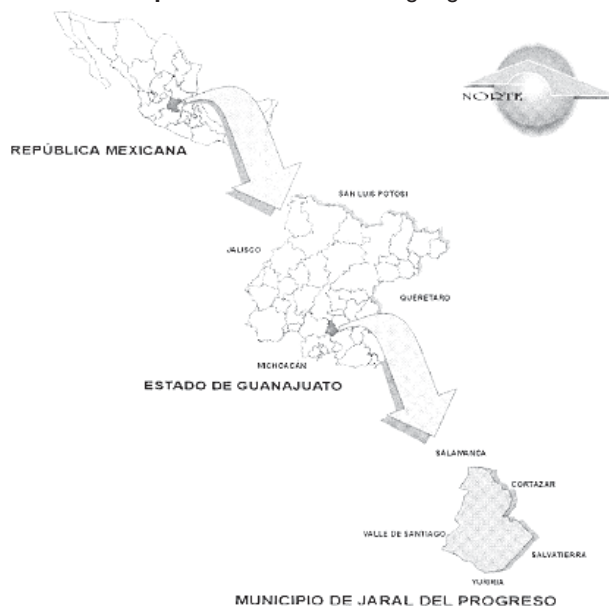 NORTE
REPÚBLICA MEXICANA
SAN LUIS POTOSI
JALISCO
QUERETARO
MICHOACAN
ESTADO DE GUANAJUATO
SALAMANCA
CORTAZAR
VALLE DE SANTIAGO
SALVATIERRA
YURIRIA
MUNICIPIO DE JARAL DEL PROGRESO